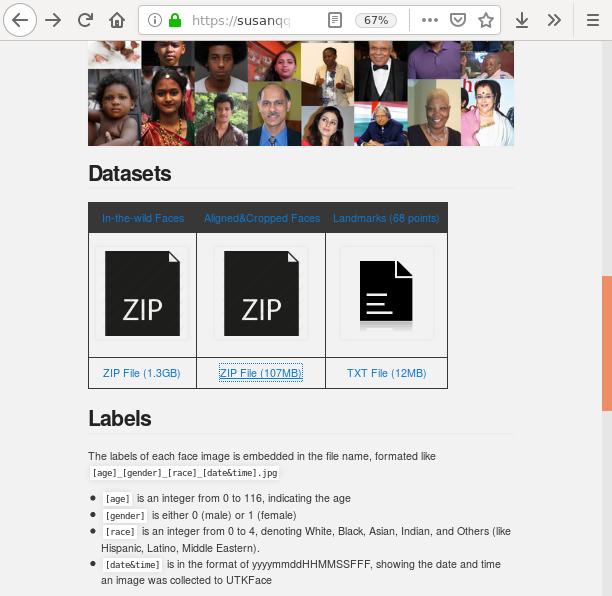 https://susanqq
67%
Datasets
In-the-wild Faces
Aligned&Cropped Faces
Landmarks (68 points)
ZIP
ZIP
ZIP File (1.3GB)
ZIP File (107MB)
TXT File (12MB)
Labels
The labels of each face image is embedded in the file name, formated like
[age]_[gender]_[race]_[date&time].jpg
[age] is an integer from 0 to 116, indicating the age
[gender] is either 0 (male) or 1 (female)
[race] is an integer from 0 to 4, denoting White, Black, Asian, Indian, and Others (like
Hispanic, Latino, Middle Eastern).
[date&time] is in the format of yyyymmddHHMMSSFFF, showing the date and time
an image was collected to UTKFace